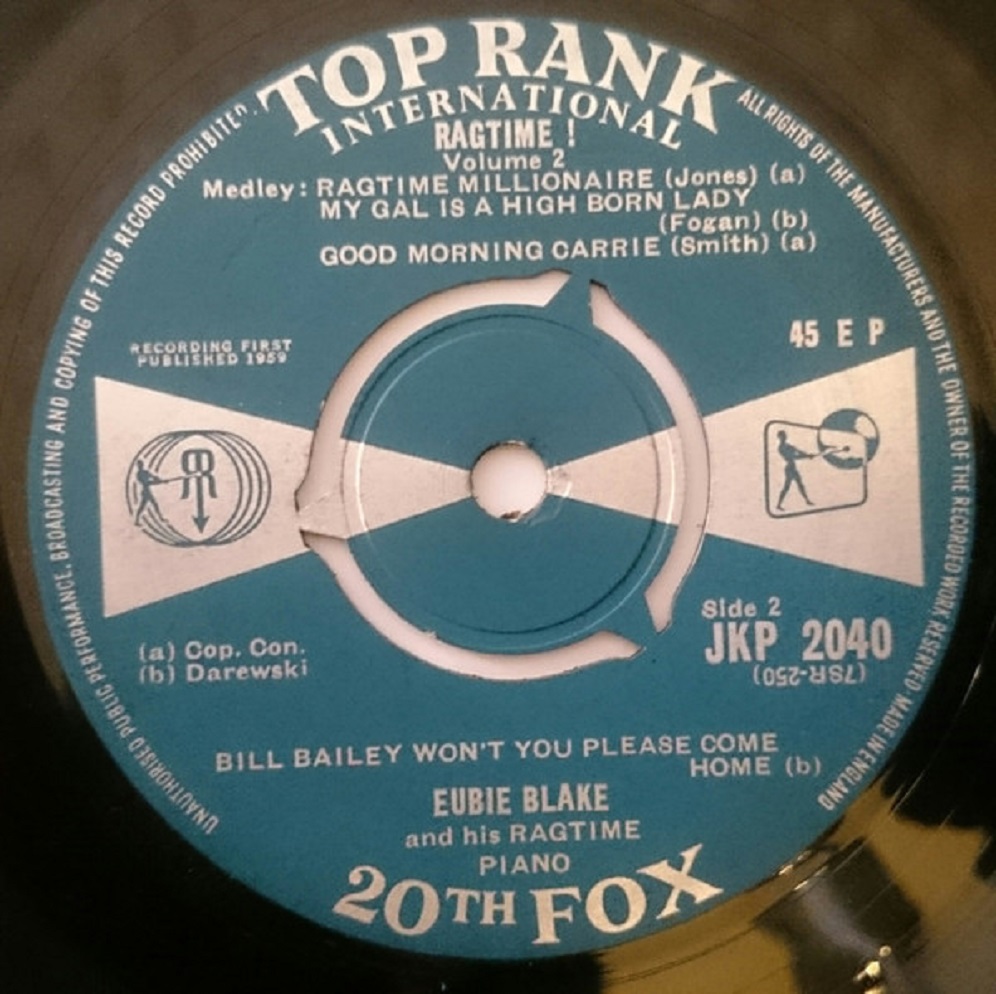 TOP RANK
INTERNATIONAL
RAGTIME !
Volume 2
Medley: RAGTIME MILLIONAIRE (Jones) (a)
MY GAL IS A HIGH BORN LADY
(Fogan) (b)
GOOD MORNING CARRIE (Smith) (a)
RECORDING FIRST
PUBLISHED 1959
45 E P
Side 2
JKP 2040
(7SR-250)
(a) Cop. Con.
(b) Darewski
BILL BAILEY WON'T YOU PLEASE COME
HOME (b)
EUBIE BLAKE
and his RAGTIME
PIANO
20TH FOX
UNAUTHORISED PUBLIC PERFORMANCE, BROADCASTING AND COPYING OF THIS RECORD PROHIBITED.
ALL RIGHTS OF THE MANUFACTURERS AND THE OWNER OF THE RECORDED WORK RESERVED · MADE IN ENGLAND